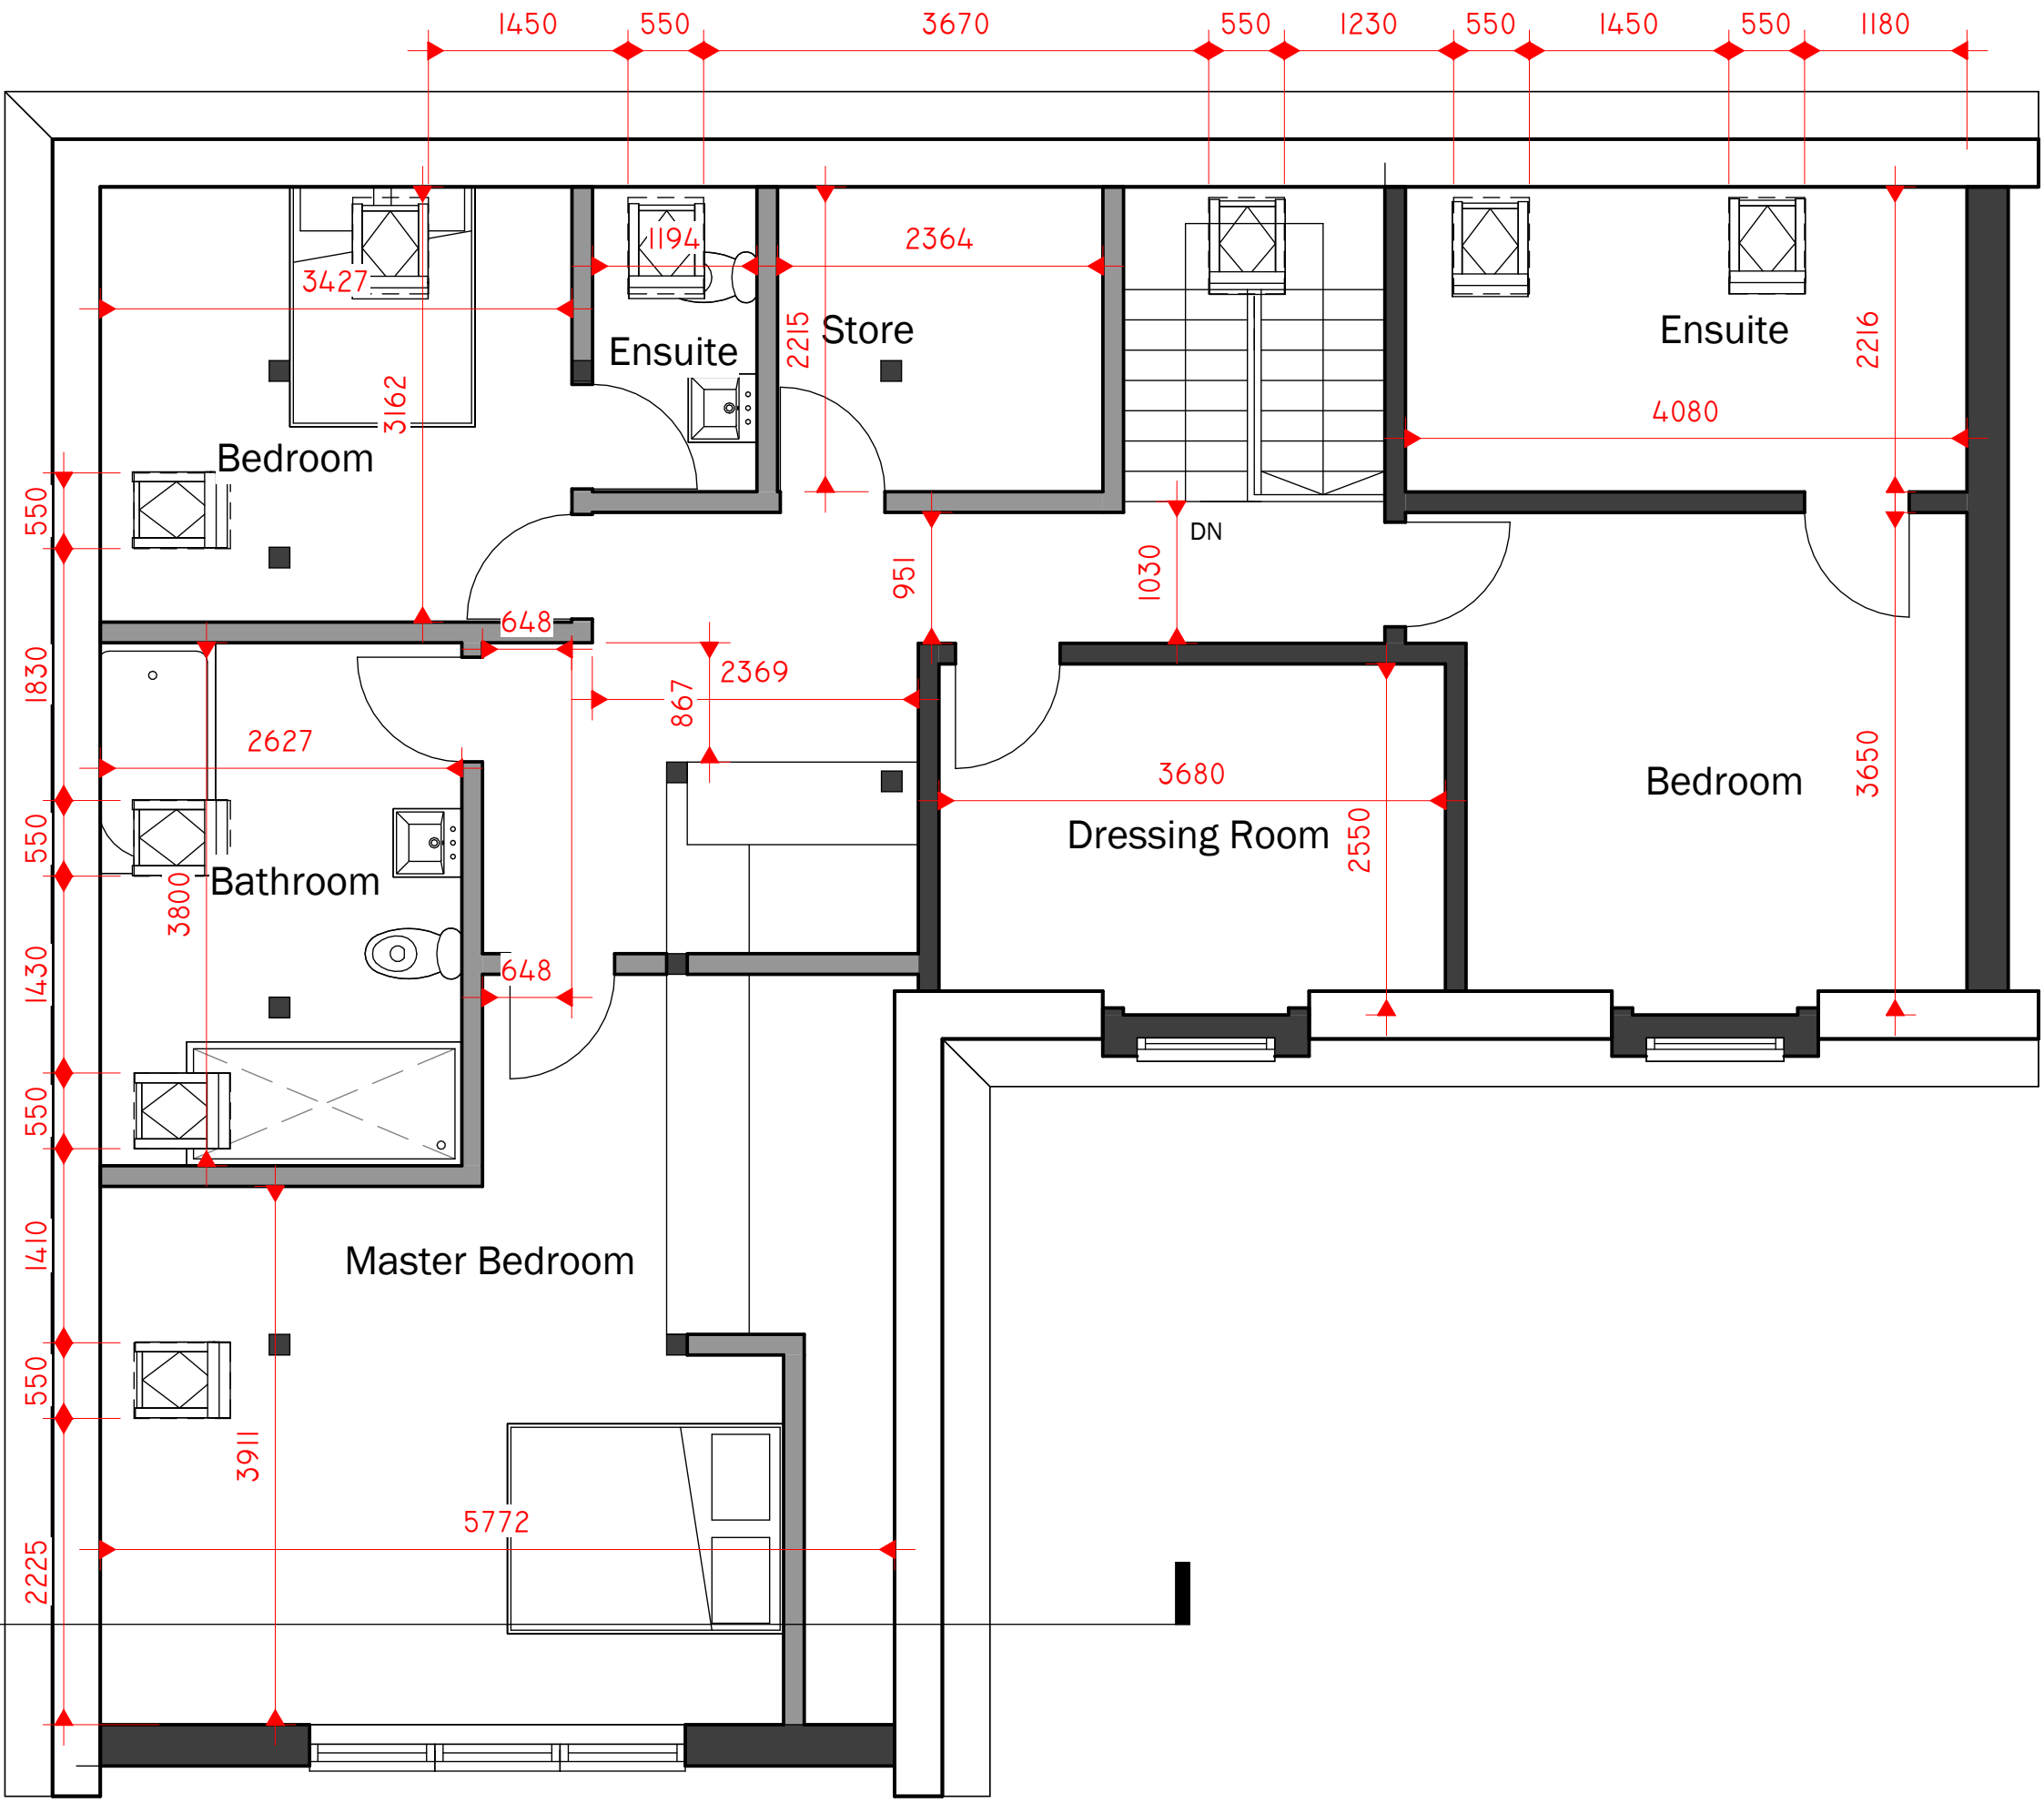 1450 550 3670 550 1230 550 1450 550 1180
1194
2364
3427
2215
Store
Ensuite
Ensuite
2216
3162
4080
Bedroom
550
DN
951
1030
648
1830
867
2369
2627
3680
Bedroom
3650
Dressing Room
2550
550
Bathroom
3800
1430
648
550
1410
Master Bedroom
550
3911
5772
2225